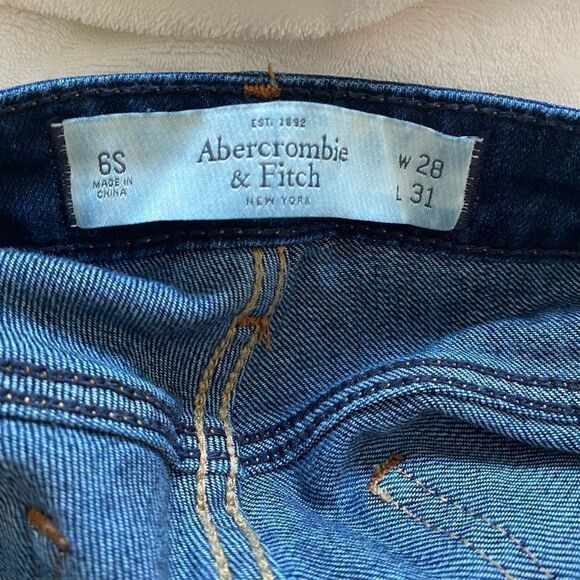 EST. 1892
6S
MADE IN
CHINA
Abercrombie
& Fitch
NEW YORK
W 28
L 31